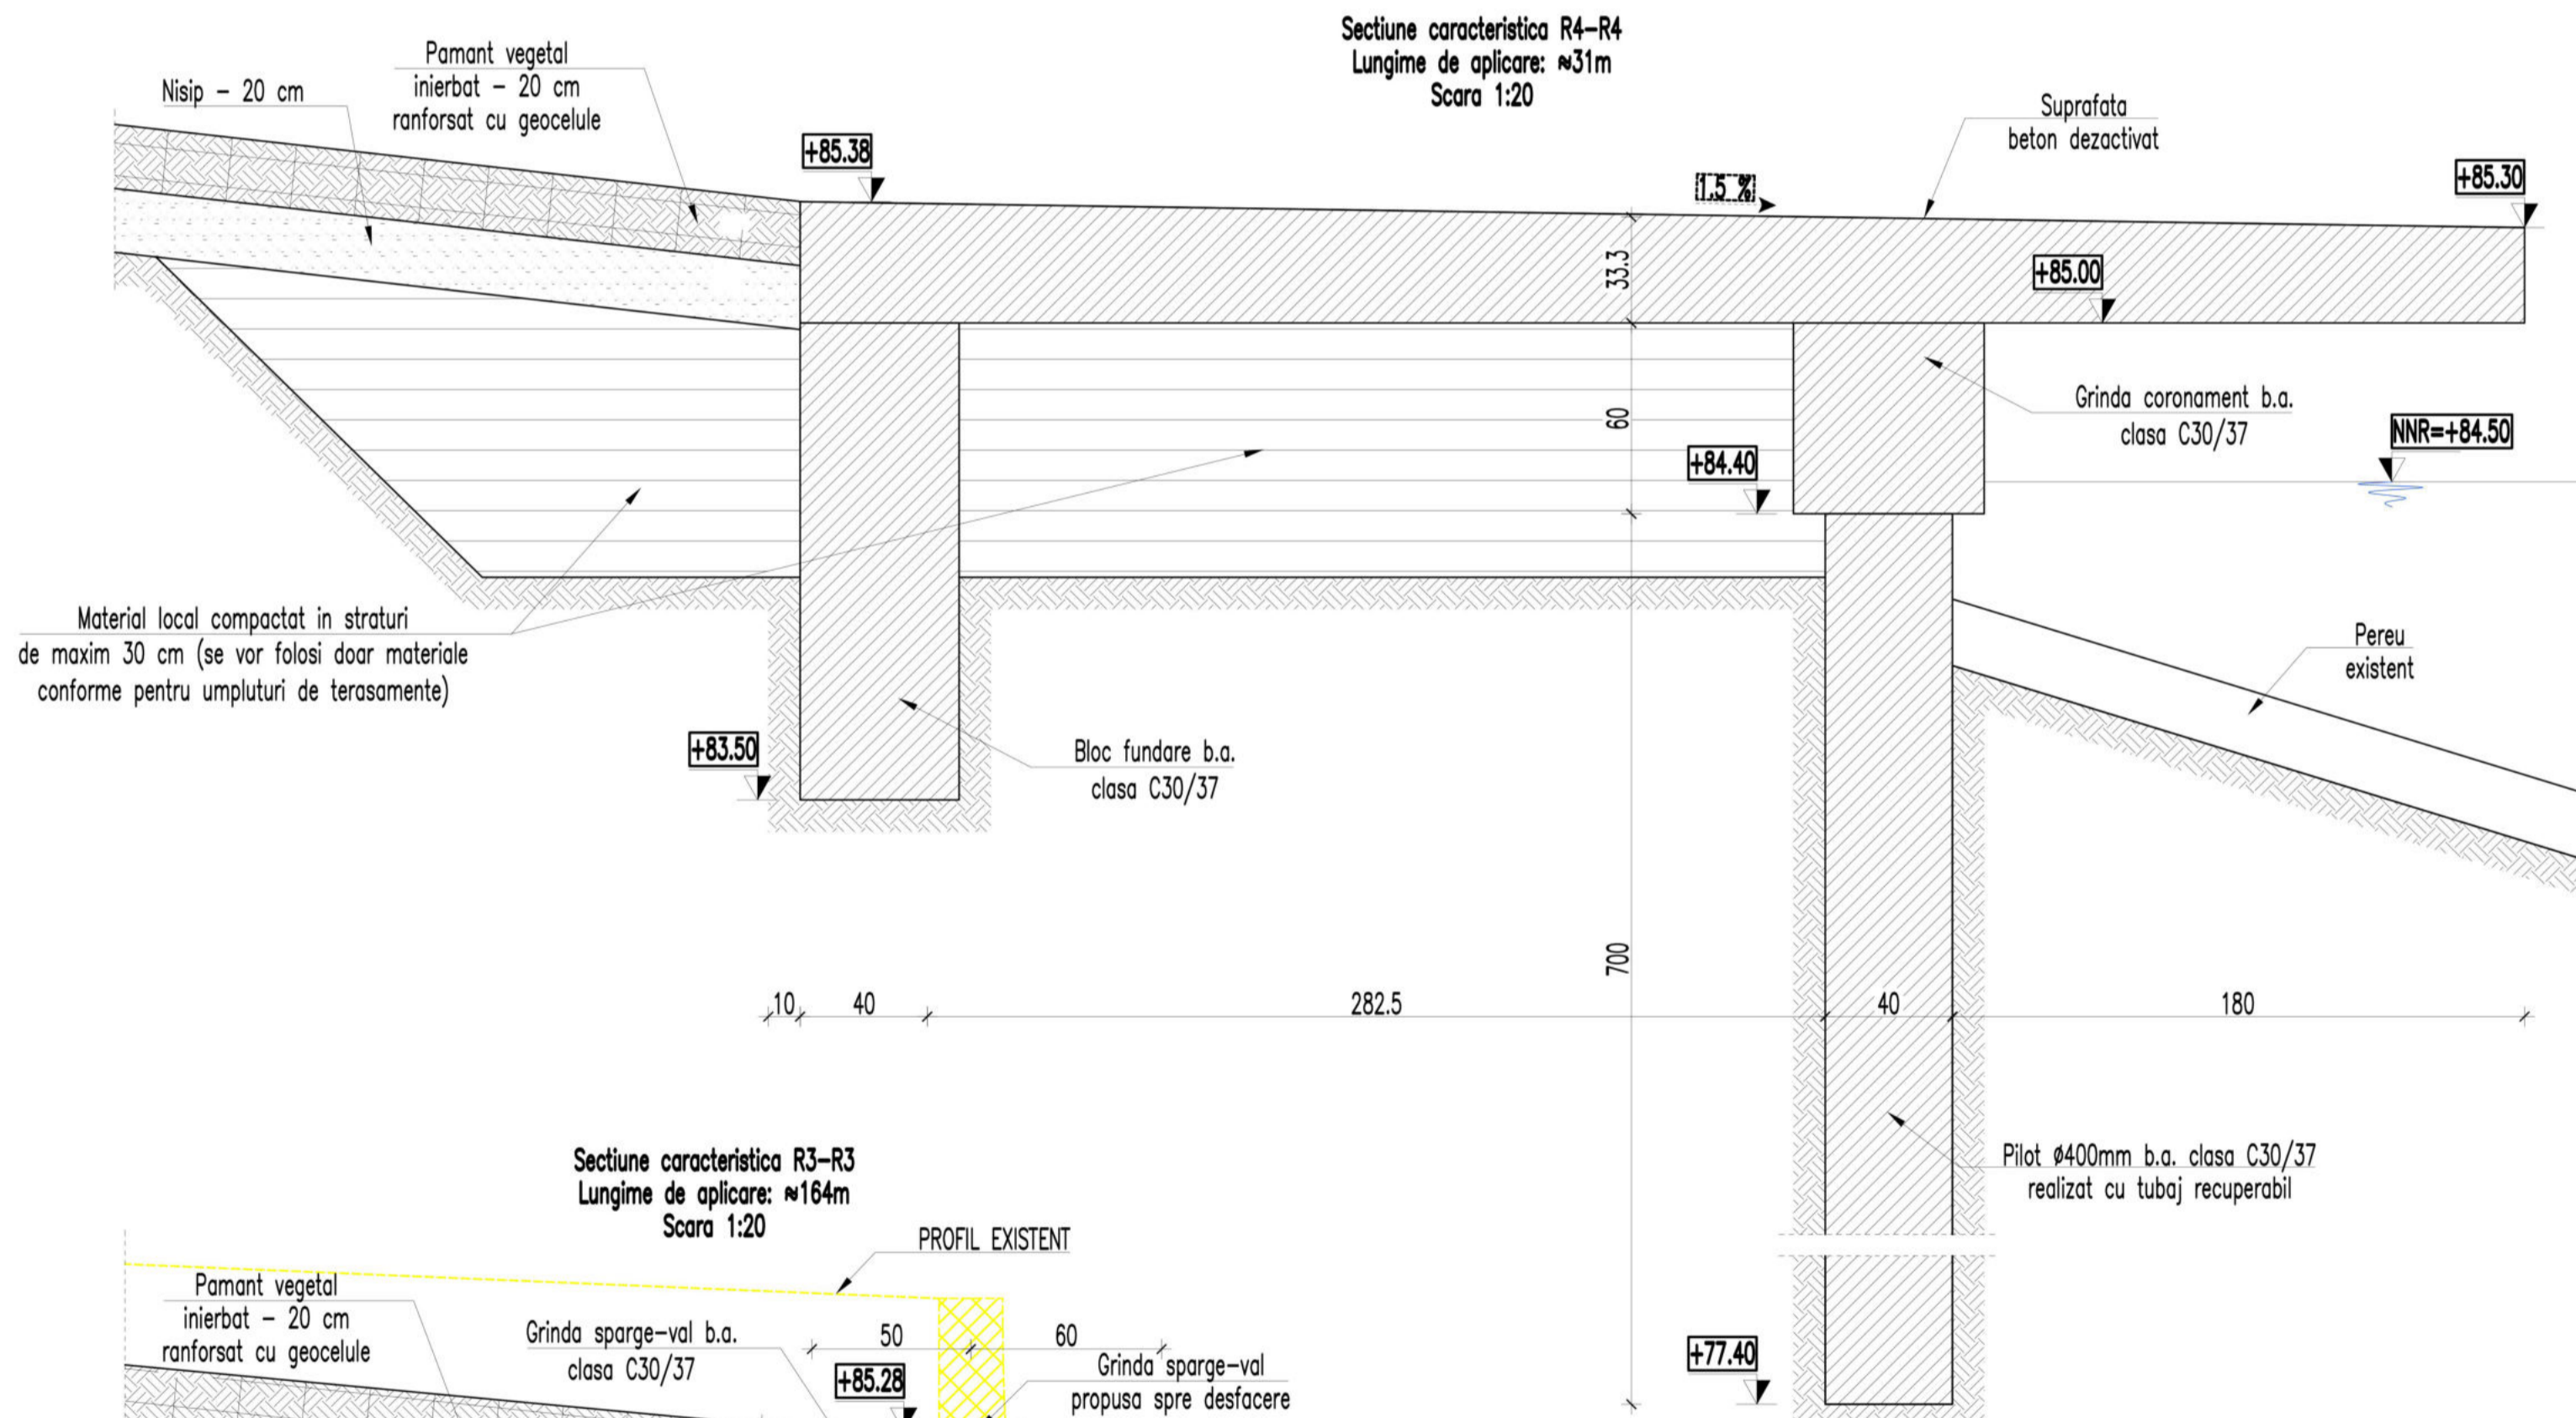 Sectiune caracteristica R4-R4
Lungime de aplicare: ≈31m
Scara 1:20
Nisip - 20 cm
Pamant vegetal
inierbat - 20 cm
ranforsat cu geocelule
+85.38
1.5 %
Suprafata
beton dezactivat
+85.30
33.3
+85.00
60
+84.40
Grinda coronament b.a.
clasa C30/37
NNR=+84.50
Material local compactat in straturi
de maxim 30 cm (se vor folosi doar materiale
conforme pentru umpluturi de terasamente)
Pereu
existent
+83.50
Bloc fundare b.a.
clasa C30/37
700
10
40
282.5
40
180
Pilot ø400mm b.a. clasa C30/37
realizat cu tubaj recuperabil
+77.40
Sectiune caracteristica R3-R3
Lungime de aplicare: ≈164m
Scara 1:20
PROFIL EXISTENT
Pamant vegetal
inierbat - 20 cm
ranforsat cu geocelule
Grinda sparge-val b.a.
clasa C30/37
50
60
+85.28
Grinda sparge-val
propusa spre desfacere